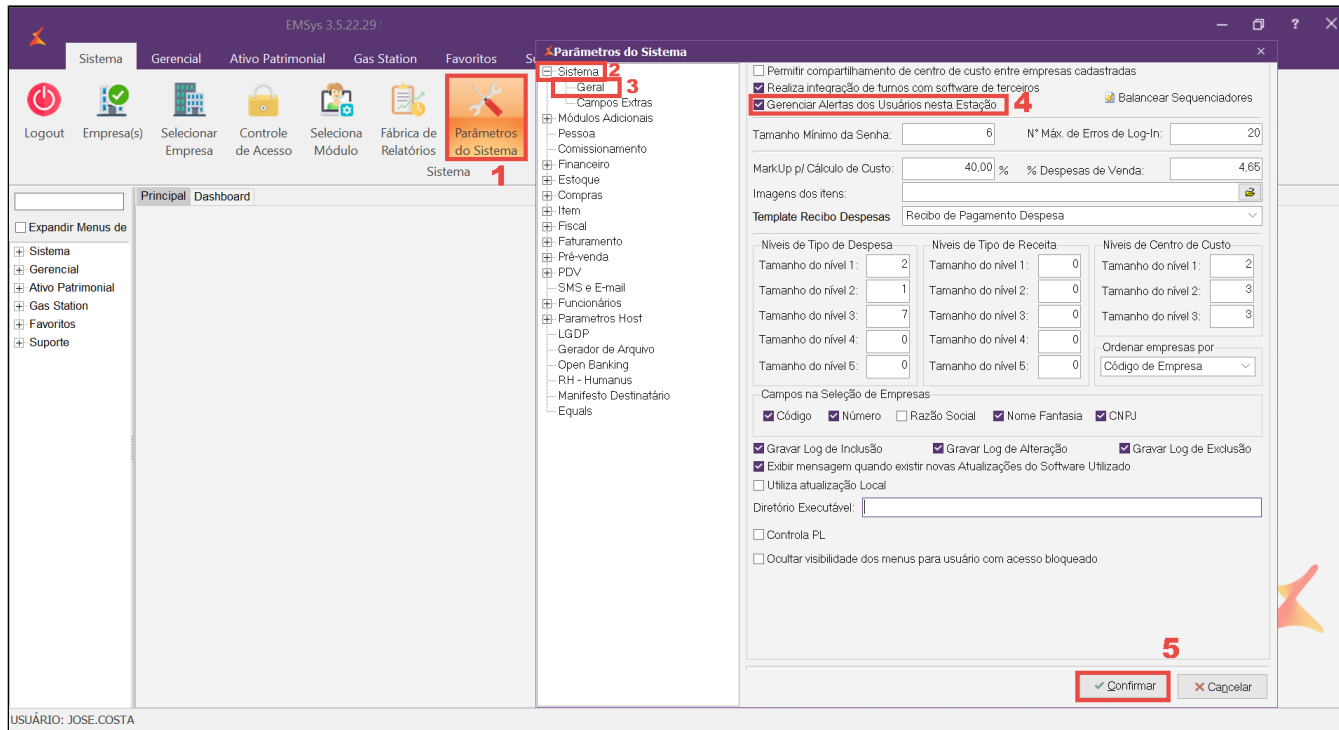 EMSys 3.5.22.29 :
?
Sistema Gerencial Ativo Patrimonial Gas Station Favoritos Su
Logout Empresa(s) Selecionar Empresa Controle de Acesso Seleciona Módulo Fábrica de Relatórios Parâmetros do Sistema
Sistema 1
Principal Dashboard
Expandir Menus de
Sistema
Gerencial
Ativo Patrimonial
Gas Station
Favoritos
Suporte
Parâmetros do Sistema
Sistema 2
Geral 3
Campos Extras
Módulos Adicionais
Pessoa
Comissionamento
Financeiro
Estoque
Compras
Item
Fiscal
Faturamento
Pré-venda
PDV
SMS e E-mail
Funcionários
Parametros Host
LGDP
Gerador de Arquivo
Open Banking
RH - Humanus
Manifesto Destinatário
Equals
Permitir compartilhamento de centro de custo entre empresas cadastradas
Realiza integração de turnos com software de terceiros
Gerenciar Alertas dos Usuários nesta Estação 4
Balancear Sequenciadores
Tamanho Mínimo da Senha: 6 N° Máx. de Erros de Log-In: 20
MarkUp p/ Cálculo de Custo: 40,00 % % Despesas de Venda: 4,65
Imagens dos itens:
Template Recibo Despesas Recibo de Pagamento Despesa
Níveis de Tipo de Despesa
Tamanho do nível 1: 2
Tamanho do nível 2: 1
Tamanho do nível 3: 7
Tamanho do nível 4: 0
Tamanho do nível 5: 0
Níveis de Tipo de Receita
Tamanho do nível 1: 0
Tamanho do nível 2: 0
Tamanho do nível 3: 0
Tamanho do nível 4: 0
Tamanho do nível 5: 0
Níveis de Centro de Custo
Tamanho do nível 1: 2
Tamanho do nível 2: 3
Tamanho do nível 3: 3
Ordenar empresas por
Código de Empresa
Campos na Seleção de Empresas
Código Número Razão Social Nome Fantasia CNPJ
Gravar Log de Inclusão Gravar Log de Alteração Gravar Log de Exclusão
Exibir mensagem quando existir novas Atualizações do Software Utilizado
Utiliza atualização Local
Diretório Executável:
Controla PL
Ocultar visibilidade dos menus para usuário com acesso bloqueado
5
Confirmar Cancelar
USUÁRIO: JOSE.COSTA